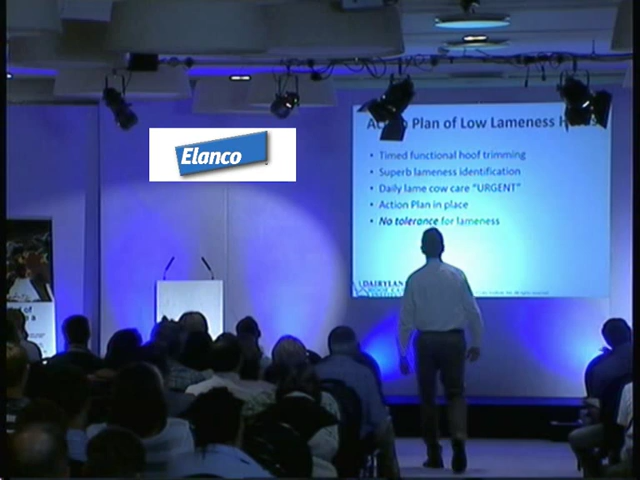 Elanco
Plan of Low Lameness
• Timed functional hoof trimming
• Superb lameness identification
• Daily lame cow care "URGENT"
• Action Plan in place
• No tolerance for lameness
DAIRYLAN